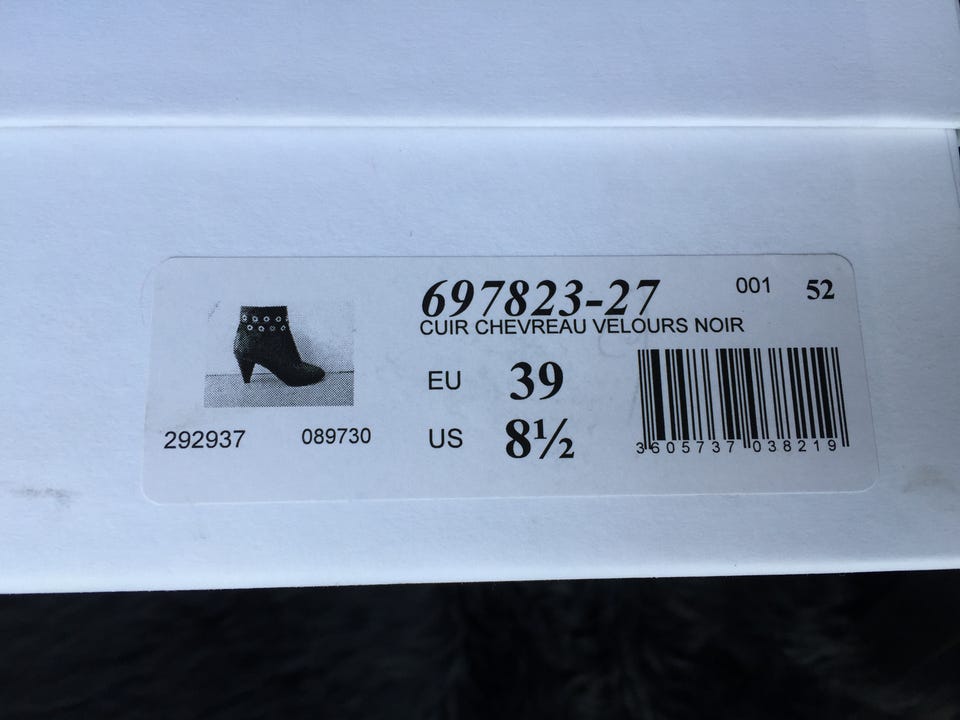 697823-27 001 52
CUIR CHEVREAU VELOURS NOIR
EU 39
292937 089730 US 8½
3605737038219